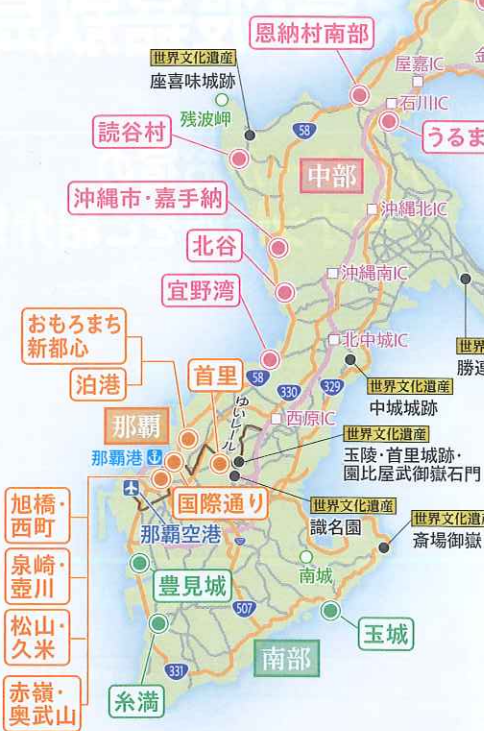 恩納村南部
世界文化遺産
座喜味城跡
残波岬
屋嘉IC
石川IC
58
読谷村
うるま
中部
沖縄市・嘉手納
沖縄北IC
北谷
沖縄南IC
宜野湾
おもろまち
新都心
北中城IC
世界
勝連
泊港
首里
58
330
329
世界文化遺産
中城城跡
ゆいレール
西原IC
那覇
世界文化遺産
玉陵・首里城跡・
園比屋武御嶽石門
那覇港
国際通り
旭橋・
西町
那覇空港
世界文化遺産
識名園
世界文化遺産
斎場御嶽
泉崎・
壺川
豊見城
南城
507
玉城
松山・
久米
南部
331
糸満
赤嶺・
奥武山